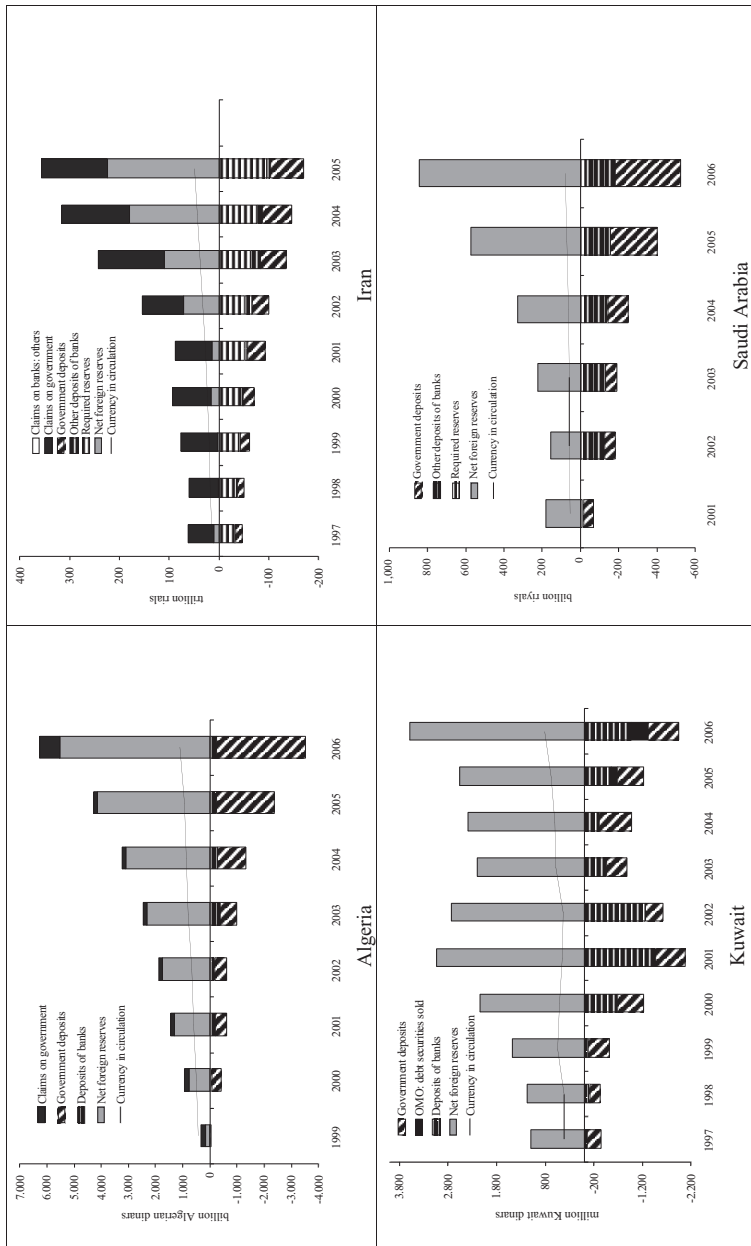 7.000
6.000
5.000
4.000
3.000
2.000
1.000
0
-1.000
-2.000
-3.000
-4.000
billion Algerian dinars
Claims on government
Government deposits
Deposits of banks
Net foreign reserves
Currency in circulation
1999
2000
2001
2002
2003
2004
2005
2006
Algeria
400
300
200
100
0
-100
-200
trillion rials
Claims on banks: others
Claims on government
Government deposits
Other deposits of banks
Required reserves
Net foreign reserves
Currency in circulation
1997
1998
1999
2000
2001
2002
2003
2004
2005
Iran
3.800
2.800
1.800
800
-200
-1.200
-2.200
million Kuwait dinars
Government deposits
OMO: debt securities sold
Deposits of banks
Net foreign reserves
Currency in circulation
1997
1998
1999
2000
2001
2002
2003
2004
2005
2006
Kuwait
1,000
800
600
400
200
0
-200
-400
-600
billion riyals
Government deposits
Other deposits of banks
Required reserves
Net foreign reserves
Currency in circulation
2001
2002
2003
2004
2005
2006
Saudi Arabia